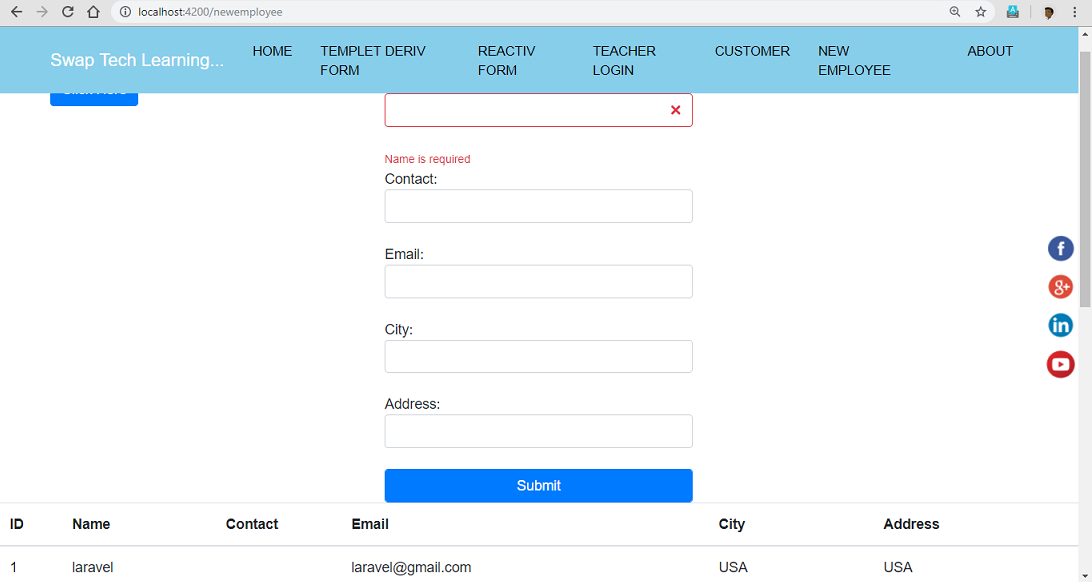 localhost:4200/newemployee
Swap Tech Learning... HOME TEMPLET DERIV FORM REACTIV FORM TEACHER LOGIN CUSTOMER NEW EMPLOYEE ABOUT
Name is required
Contact:
Email:
City:
Address:
Submit
ID Name Contact Email City Address
1 laravel laravel@gmail.com USA USA